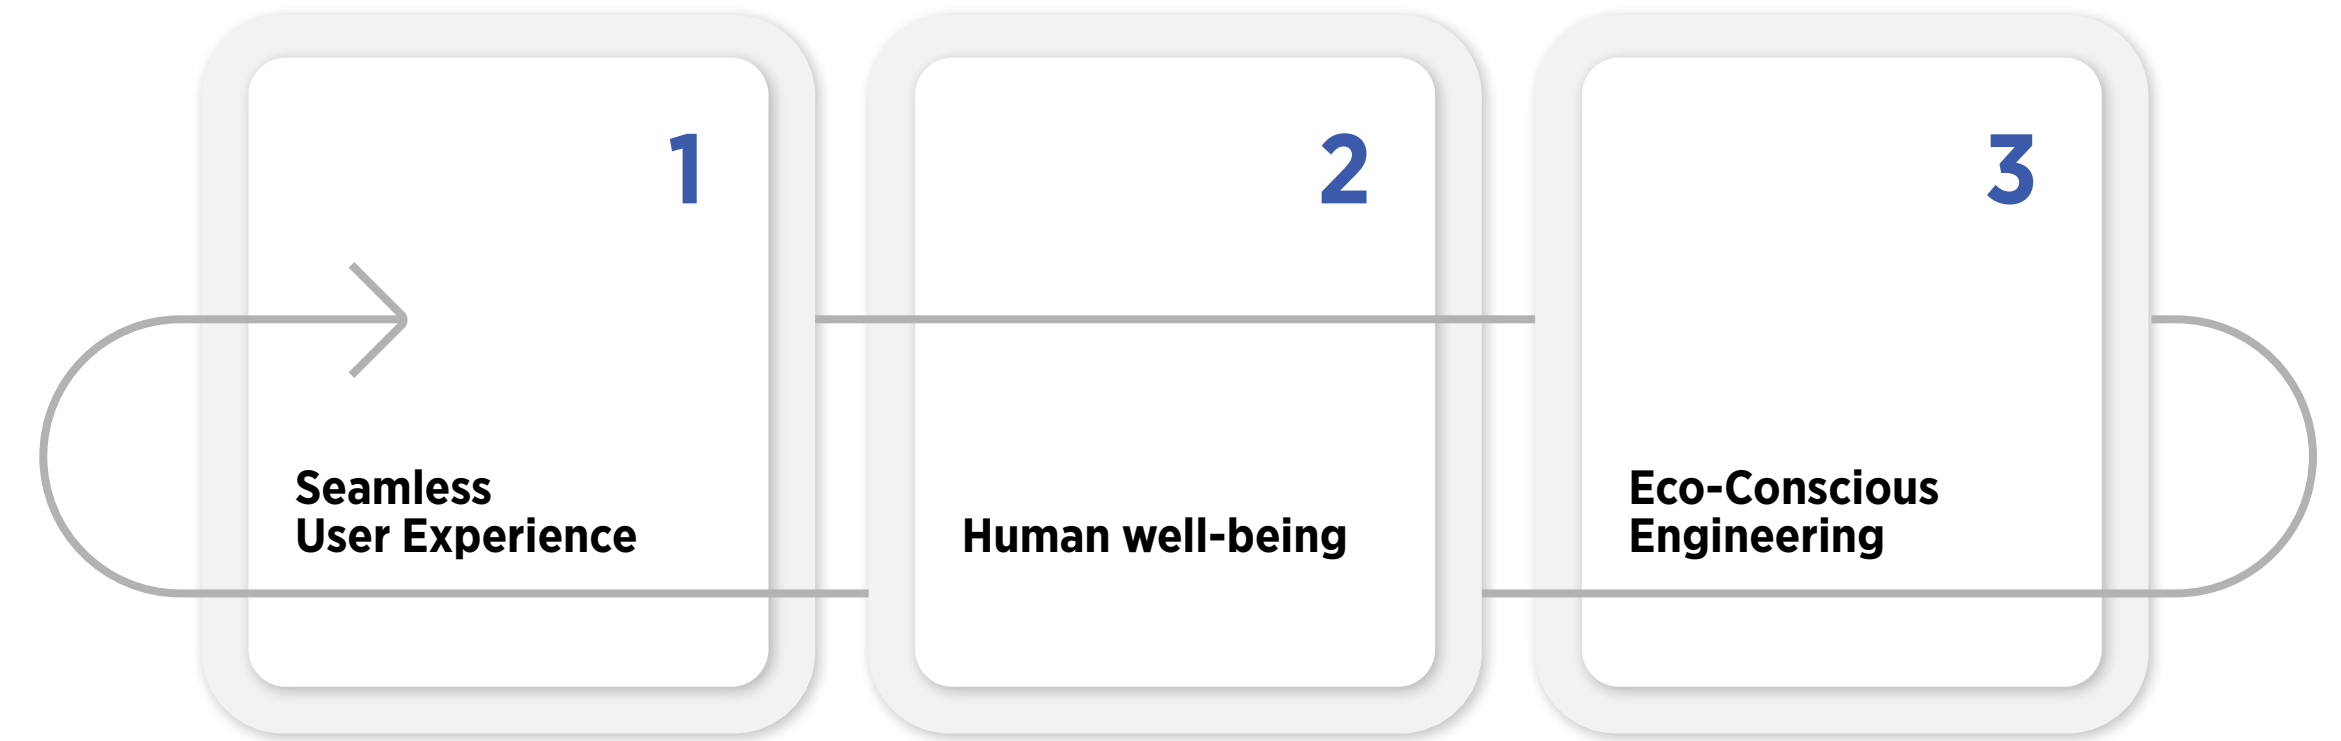 1
Seamless
User Experience
2
Human well-being
3
Eco-Conscious
Engineering